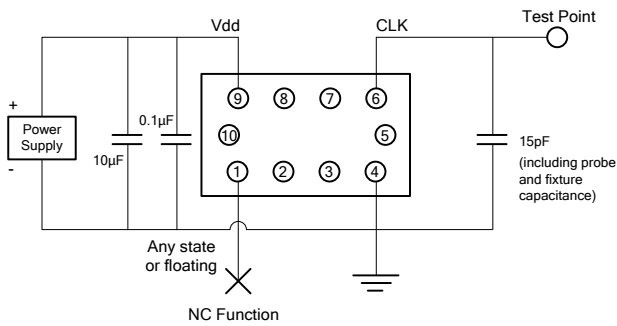 Vdd
CLK
Test Point
9
8
7
6
+
Power
Supply
-
0.1µF
10µF
10
5
15pF
(including probe
and fixture
capacitance)
1
2
3
4
Any state
or floating
NC Function